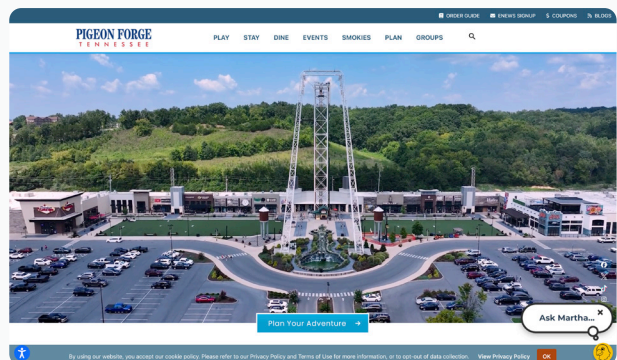 ORDER GUIDE ENEWS SIGNUP $ COUPONS BLOGS
PIGEON FORGE
TENNESSEE
PLAY STAY DINE EVENTS SMOKIES PLAN GROUPS
Plan Your Adventure →
Ask Martha...
By using our website, you accept our cookie policy. Please refer to our Privacy Policy and Terms of Use for more information, or to opt-out of data collection. View Privacy Policy OK